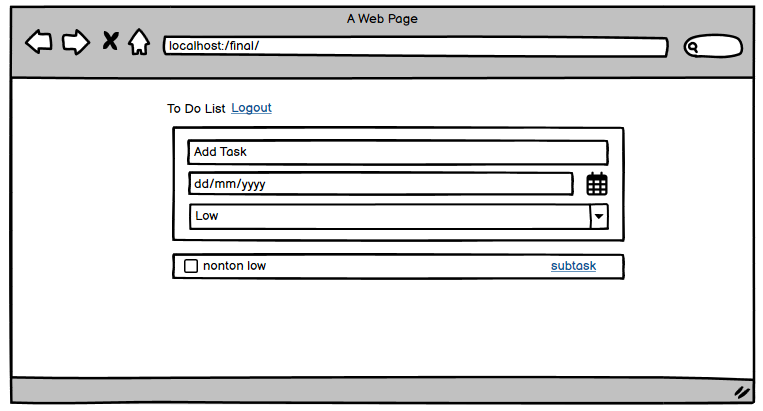 A Web Page
localhost:/final/
To Do List Logout
Add Task
dd/mm/yyyy
Low
nonton low subtask